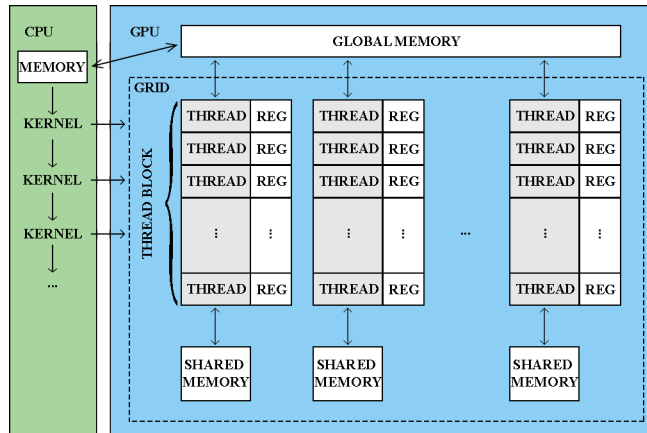 CPU
GPU
GLOBAL MEMORY
MEMORY
GRID
KERNEL
KERNEL
KERNEL
...
THREAD BLOCK
THREAD REG THREAD REG THREAD REG
THREAD REG THREAD REG THREAD REG
THREAD REG THREAD REG THREAD REG
... ... ... ... ... ... ...
THREAD REG THREAD REG THREAD REG
SHARED MEMORY
SHARED MEMORY
SHARED MEMORY